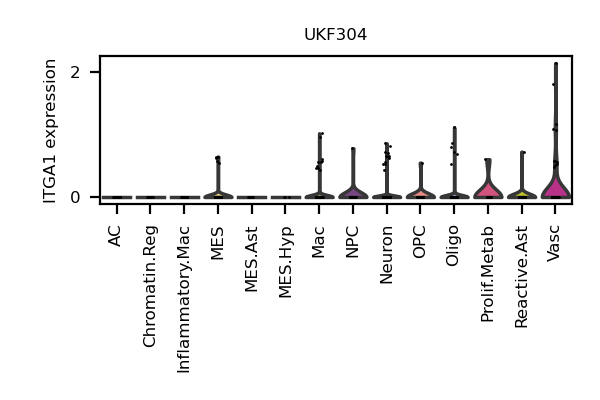 UKF304
ITGA1 expression
2
0
AC
Chromatin.Reg
Inflammatory.Mac
MES
MES.Ast
MES.Hyp
Mac
NPC
Neuron
OPC
Oligo
Prolif.Metab
Reactive.Ast
Vasc